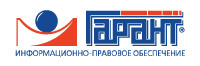 ГАРАНТ®
ИНФОРМАЦИОННО-ПРАВОВОЕ ОБЕСПЕЧЕНИЕ